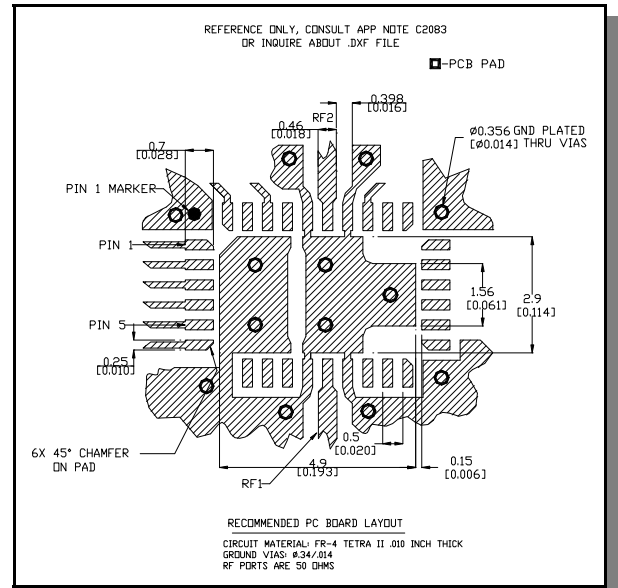 REFERENCE ONLY, CONSULT APP NOTE C2083
OR INQUIRE ABOUT .DXF FILE
-PCB PAD
0.398
[0.016]
RF2
0.46
[0.018]
Ø0.356 GND PLATED
[Ø0.014] THRU VIAS
0.7
[0.028]
PIN 1 MARKER
PIN 1
1.56
[0.061]
2.9
[0.114]
PIN 5
0.25
[0.010]
6X 45° CHAMFER
ON PAD
0.5
[0.020]
4.9
[0.193]
0.15
[0.006]
RF1
RECOMMENDED PC BOARD LAYOUT
CIRCUIT MATERIAL: FR-4 TETRA II .010 INCH THICK
GROUND VIAS: Ø.34/.014
RF PORTS ARE 50 OHMS